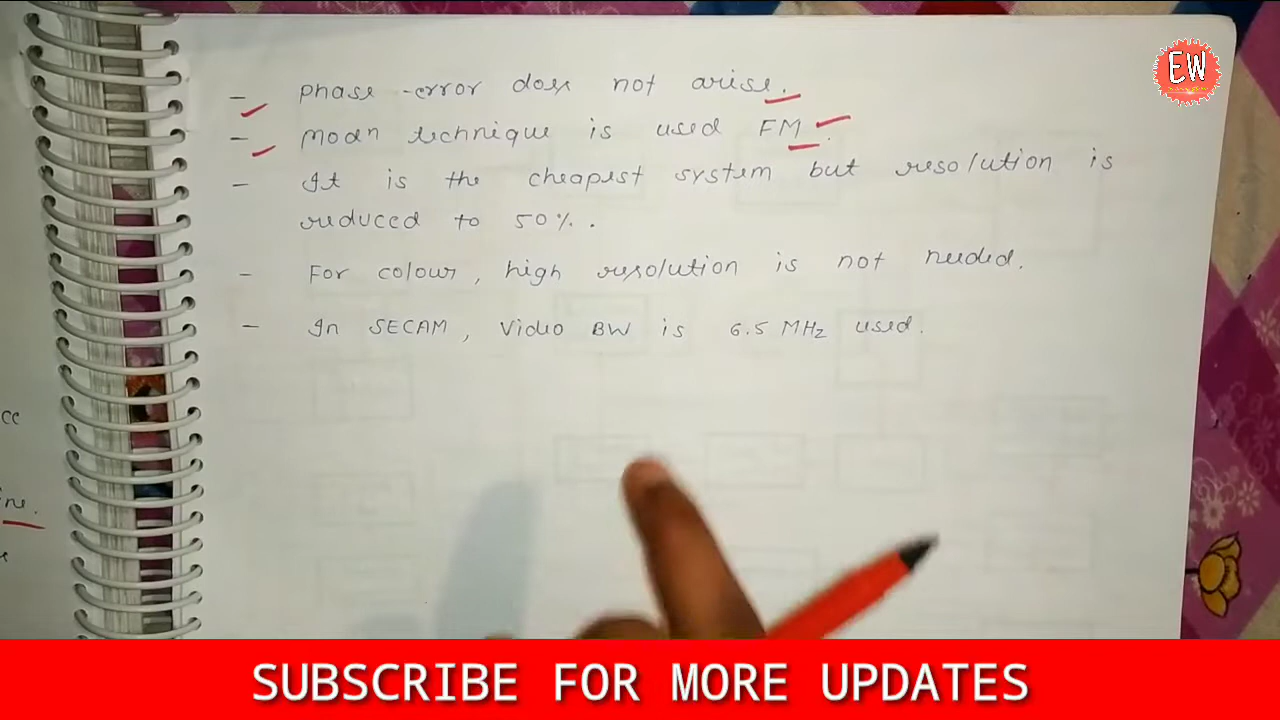 EW
- Phase-error does not arise.
- modn technique is used FM.
- It is the cheapest system but resolution is
reduced to 50%.
- For colour, high resolution is not needed.
- In SECAM, Video BW is 6.5 MHz used.
cc
ine.
SUBSCRIBE FOR MORE UPDATES